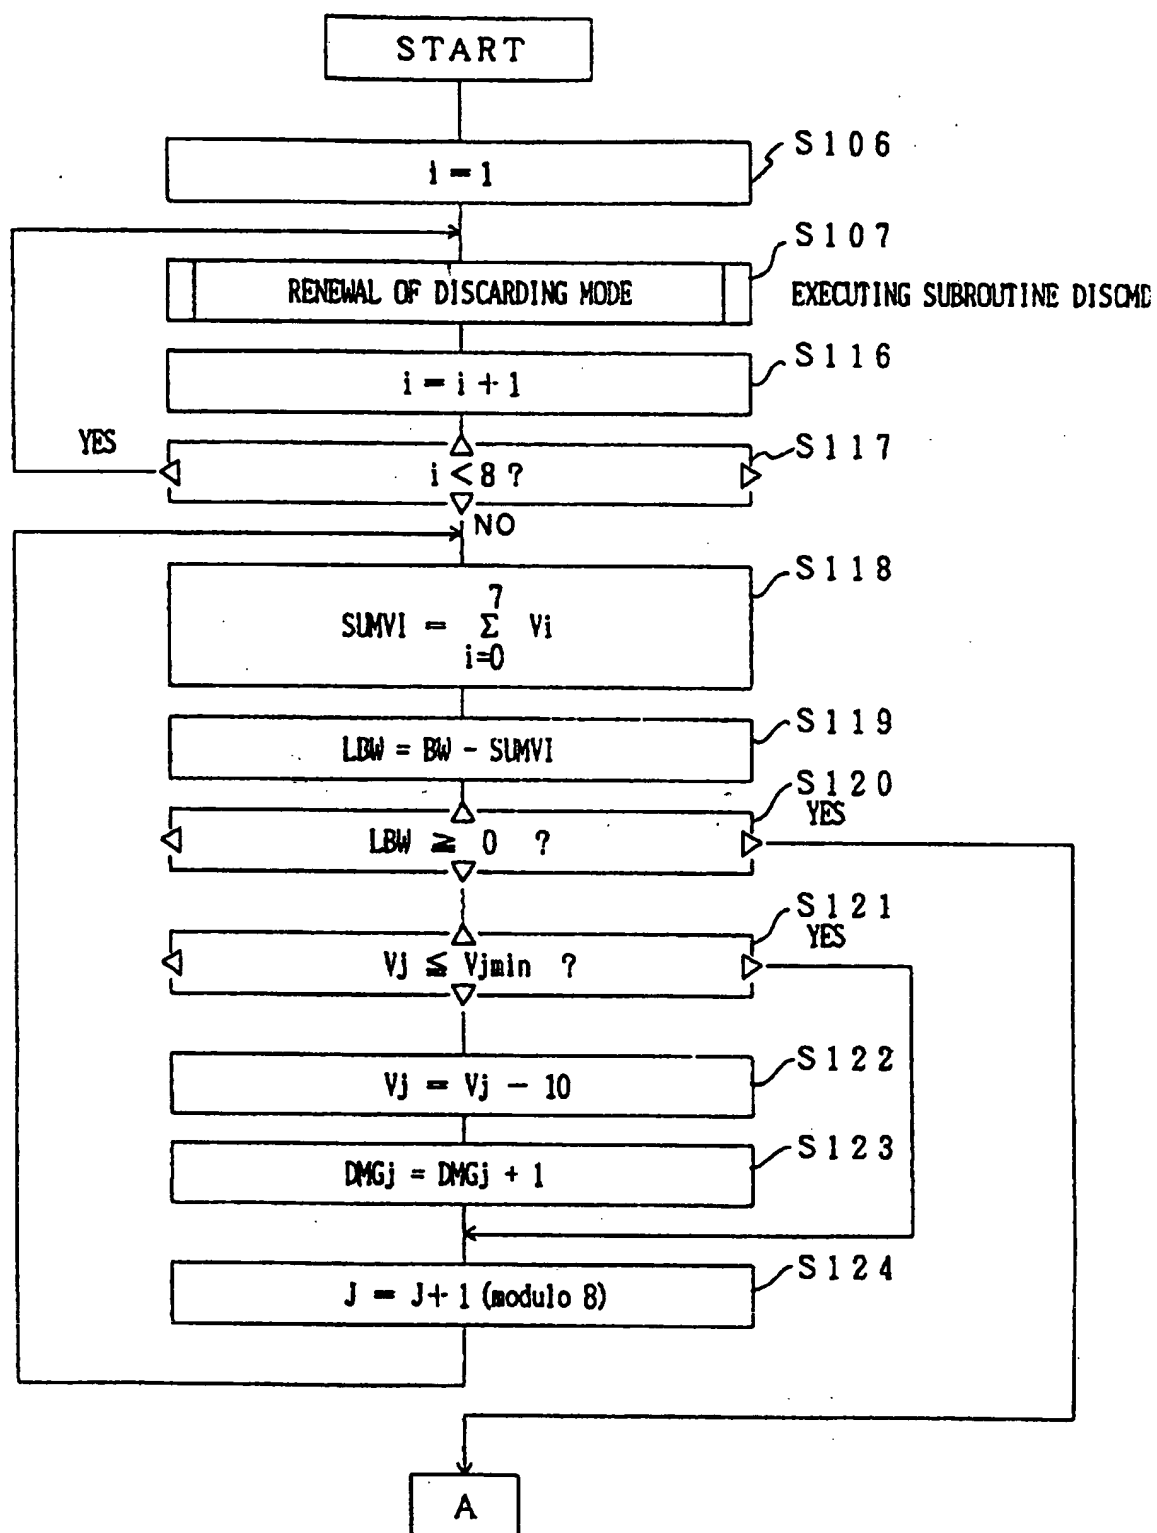 START
S106
i = 1
S107
RENEWAL OF DISCARDING MODE
EXECUTING SUBROUTINE DISCMD
S116
i = i + 1
YES
S117
i < 8 ?
NO
S118
7
SUMVI = Σ Vi
i=0
S119
LBW = BW - SUMVI
S120
YES
LBW ≧ 0 ?
S121
YES
Vj ≦ Vjmin ?
S122
Vj = Vj - 10
S123
DMGj = DMGj + 1
S124
J = J + 1 (modulo 8)
A